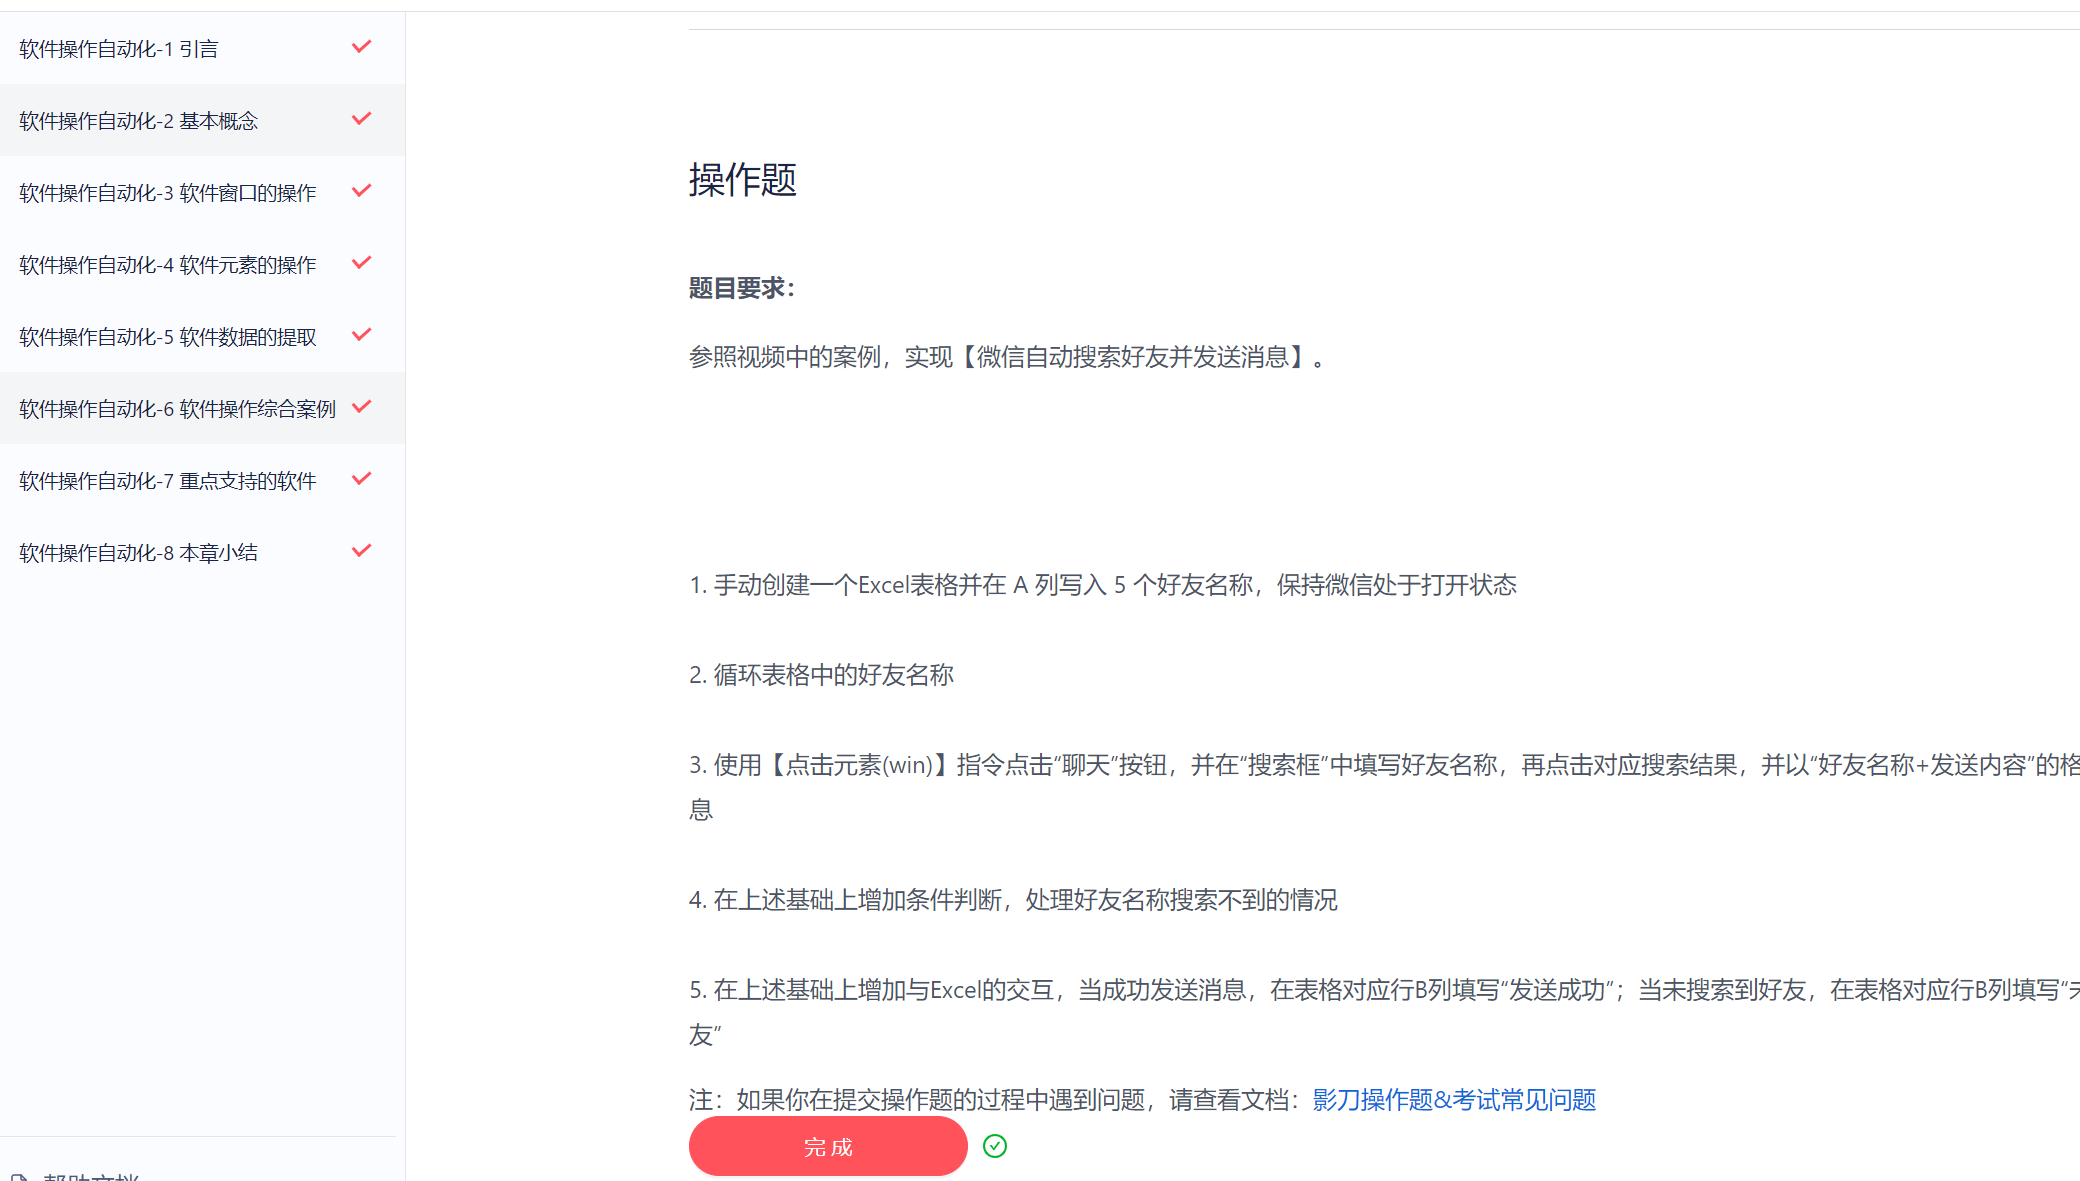 软件操作自动化-1 引言
软件操作自动化-2 基本概念
软件操作自动化-3 软件窗口的操作
软件操作自动化-4 软件元素的操作
软件操作自动化-5 软件数据的提取
软件操作自动化-6 软件操作综合案例
软件操作自动化-7 重点支持的软件
软件操作自动化-8 本章小结
帮助文档
操作题
题目要求：
参照视频中的案例，实现【微信自动搜索好友并发送消息】。
1. 手动创建一个Excel表格并在 A 列写入 5 个好友名称，保持微信处于打开状态
2. 循环表格中的好友名称
3. 使用【点击元素(win)】指令点击“聊天”按钮，并在“搜索框”中填写好友名称，再点击对应搜索结果，并以“好友名称+发送内容”的格
息
4. 在上述基础上增加条件判断，处理好友名称搜索不到的情况
5. 在上述基础上增加与Excel的交互，当成功发送消息，在表格对应行B列填写“发送成功”；当未搜索到好友，在表格对应行B列填写“
友”
注：如果你在提交操作题的过程中遇到问题，请查看文档：影刀操作题&考试常见问题
完成